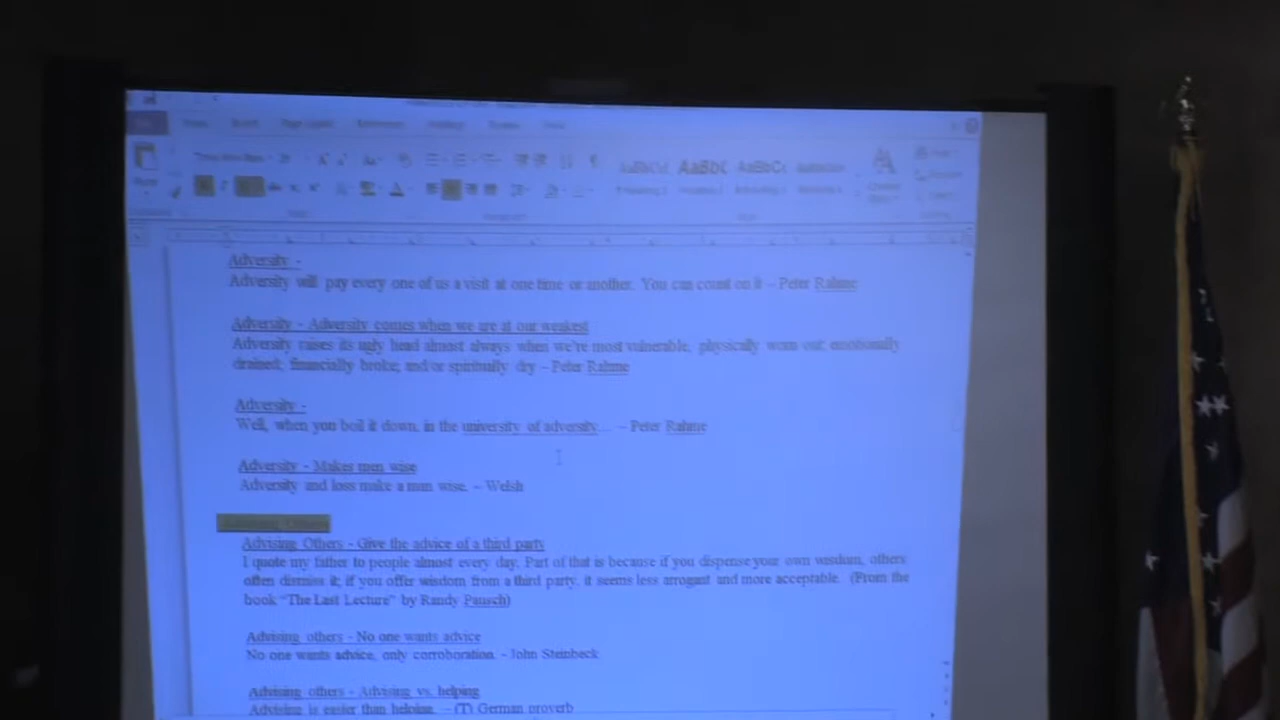 AaBbCc AaBbC AaBbCc
Adversity -
Adversity will pay every one of us a visit at one time or another. You can count on it – Peter Rahme
Adversity - Adversity comes when we are at our weakest
Adversity raises its ugly head almost always when we're most vulnerable, physically worn out; emotionally
drained; financially broke; and/or spiritually dry – Peter Rahme
Adversity -
Well, when you boil it down, in the university of adversity... – Peter Rahme
Adversity - Makes men wise
Adversity and loss make a man wise. – Welsh
Advising Others - Give the advice of a third party
I quote my father to people almost every day. Part of that is because if you dispense your own wisdom, others
often dismiss it; if you offer wisdom from a third party, it seems less arrogant and more acceptable. (From the
book "The Last Lecture" by Randy Pausch)
Advising others - No one wants advice
No one wants advice, only corroboration. - John Steinbeck
Advising others - Advising vs. helping
Advising is easier than helping. – (T) German proverb